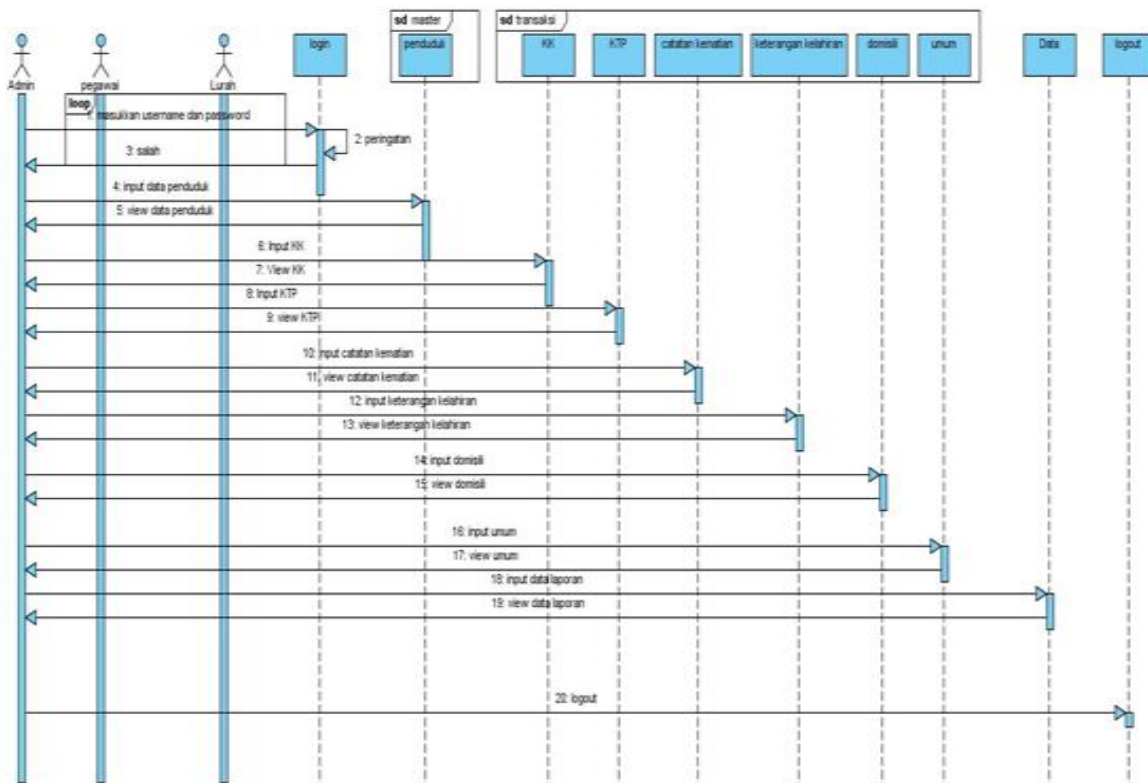 sd master
sd transaksi
login
penduduk
KK
KTP
catatan kematian
keterangan kelahiran
domisili
umum
Data
logout
Admin
pegawai
Lurah
loop
1: masukkan username dan password
2: peringatan
3: salah
4: input data penduduk
5: view data penduduk
6: Input KK
7: View KK
8: Input KTP
9: view KTPl
10: input catatan kematian
11: view catatan kematian
12: input keterangan kelahiran
13: view keterangan kelahiran
14: input domisili
15: view domisili
16: input umum
17: view umum
18: input data laporan
19: view data laporan
20: logout